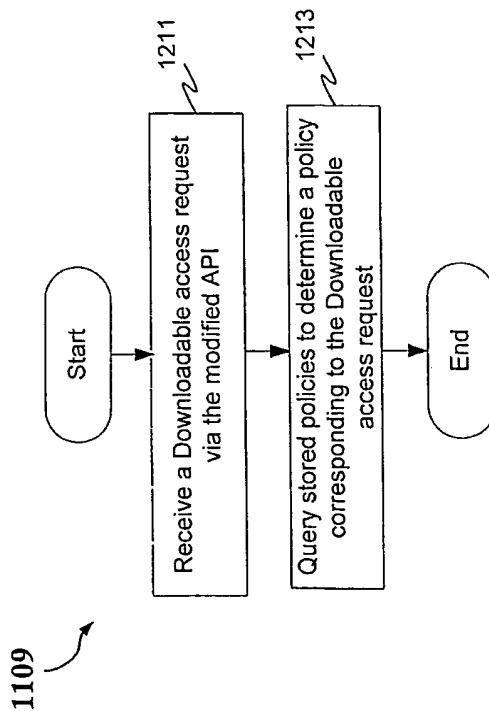 1109
Start
1211
Receive a Downloadable access request
via the modified API
1213
Query stored policies to determine a policy
corresponding to the Downloadable
access request
End